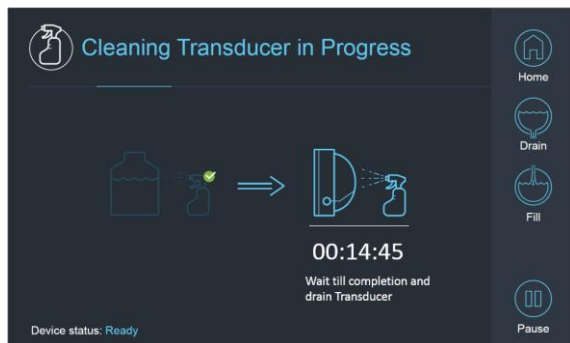 Cleaning Transducer in Progress
Home
Drain
Fill
00:14:45
Wait till completion and
drain Transducer
Device status: Ready
Pause